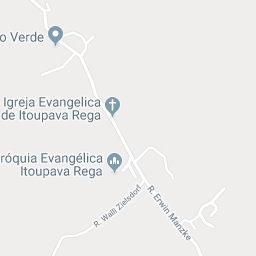 o Verde
Igreja Evangelica
de Itoupava Rega
róquia Evangélica
Itoupava Rega
R. Walli Zielsdorf
R. Erwin Manzke